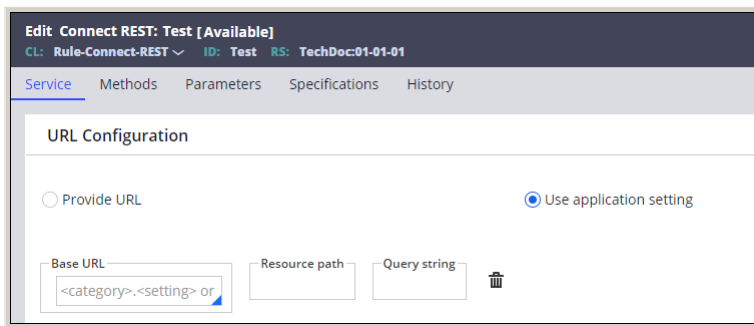 Edit Connect REST: Test [Available]
CL: Rule-Connect-REST ID: Test RS: TechDoc:01-01-01
Service Methods Parameters Specifications History
URL Configuration
Provide URL Use application setting
Base URL Resource path Query string
<category>.<setting> or